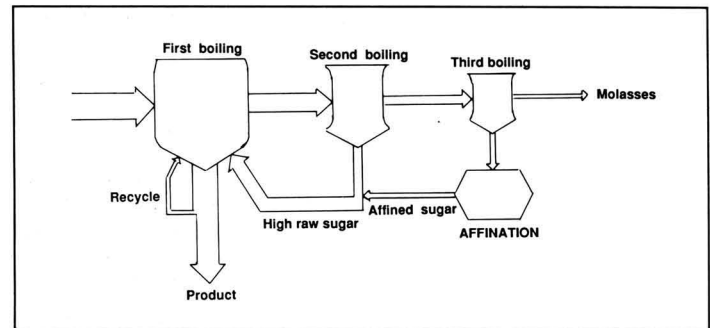 First boiling
Second boiling
Third boiling
Molasses
Recycle
High raw sugar
Affined sugar
AFFINATION
Product